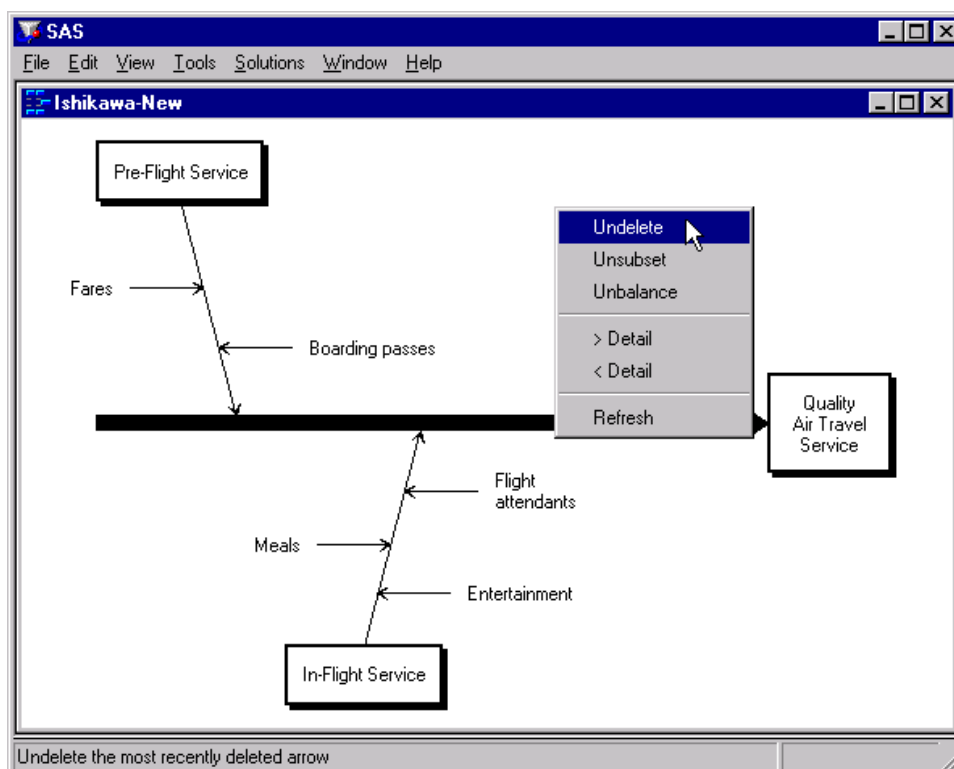 SAS
File Edit View Tools Solutions Window Help
Ishikawa-New
Pre-Flight Service
Undelete
Unsubset
Unbalance
> Detail
< Detail
Refresh
Fares
Boarding passes
Quality
Air Travel
Service
Flight
attendants
Meals
Entertainment
In-Flight Service
Undelete the most recently deleted arrow